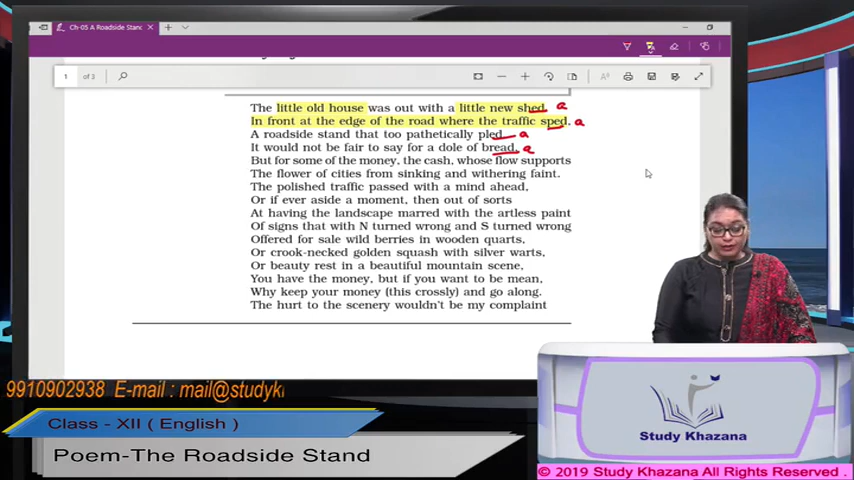 Ch-05 A Roadside Stand
1 of 3
The little old house was out with a little new shed a
In front at the edge of the road where the traffic sped, a
A roadside stand that too pathetically pled, a
It would not be fair to say for a dole of bread, a
But for some of the money, the cash, whose flow supports
The flower of cities from sinking and withering faint.
The polished traffic passed with a mind ahead,
Or if ever aside a moment, then out of sorts
At having the landscape marred with the artless paint
Of signs that with N turned wrong and S turned wrong
Offered for sale wild berries in wooden quarts,
Or crook-necked golden squash with silver warts,
Or beauty rest in a beautiful mountain scene,
You have the money, but if you want to be mean,
Why keep your money (this crossly) and go along.
The hurt to the scenery wouldn't be my complaint
9910902938 E-mail : mail@studykh
Class - XII ( English )
Poem-The Roadside Stand
Study Khazana
© 2019 Study Khazana All Rights Reserved .